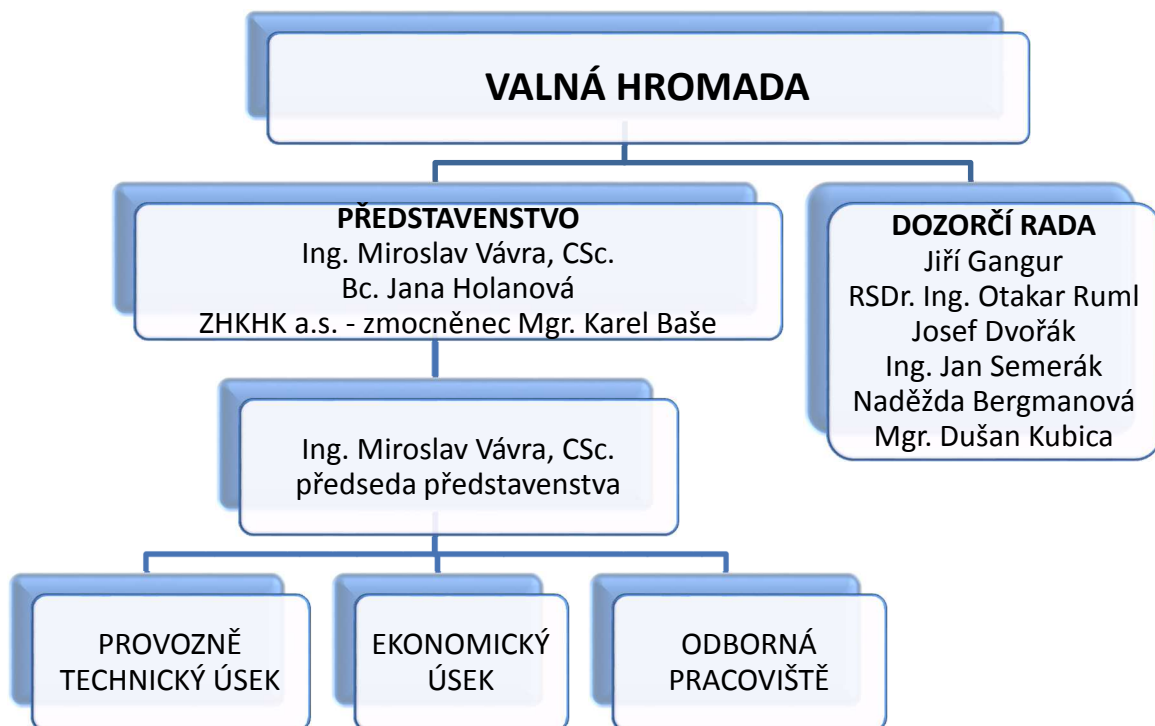 VALNÁ HROMADA
PŘEDSTAVENSTVO
Ing. Miroslav Vávra, CSc.
Bc. Jana Holanová
ZHKHK a.s. - zmocněnec Mgr. Karel Baše
DOZORČÍ RADA
Jiří Gangur
RSDr. Ing. Otakar Ruml
Josef Dvořák
Ing. Jan Semerák
Naděžda Bergmanová
Mgr. Dušan Kubica
Ing. Miroslav Vávra, CSc.
předseda představenstva
PROVOZNĚ
TECHNICKÝ ÚSEK
EKONOMICKÝ
ÚSEK
ODBORNÁ
PRACOVIŠTĚ